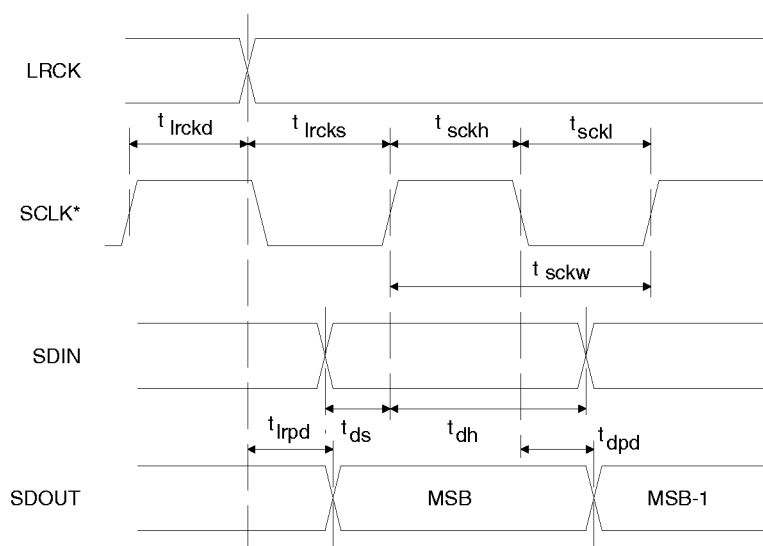 LRCK
t lrckd t lrcks t sckh t sckl
SCLK*
t sckw
SDIN
t lrpd t ds t dh t dpd
SDOUT MSB MSB-1